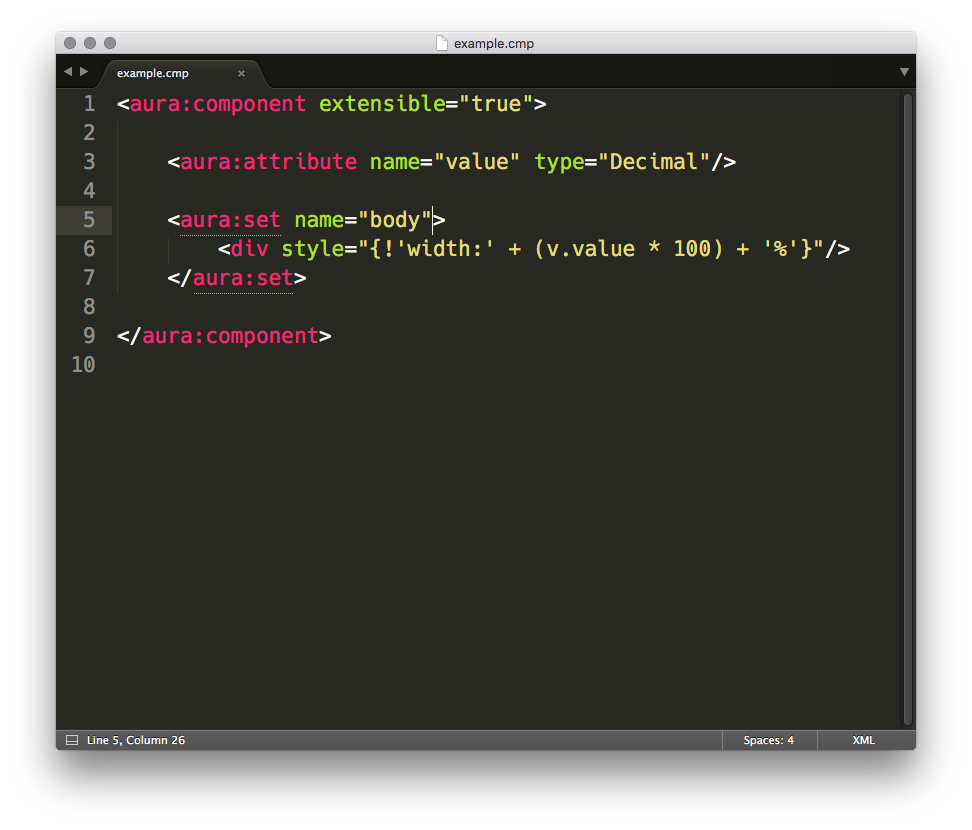 example.cmp
example.cmp ×
1 <aura:component extensible="true">
2
3     <aura:attribute name="value" type="Decimal"/>
4
5     <aura:set name="body">
6         <div style="{!'width:' + (v.value * 100) + '%'}"/>
7     </aura:set>
8
9 </aura:component>
10
Line 5, Column 26 Spaces: 4 XML